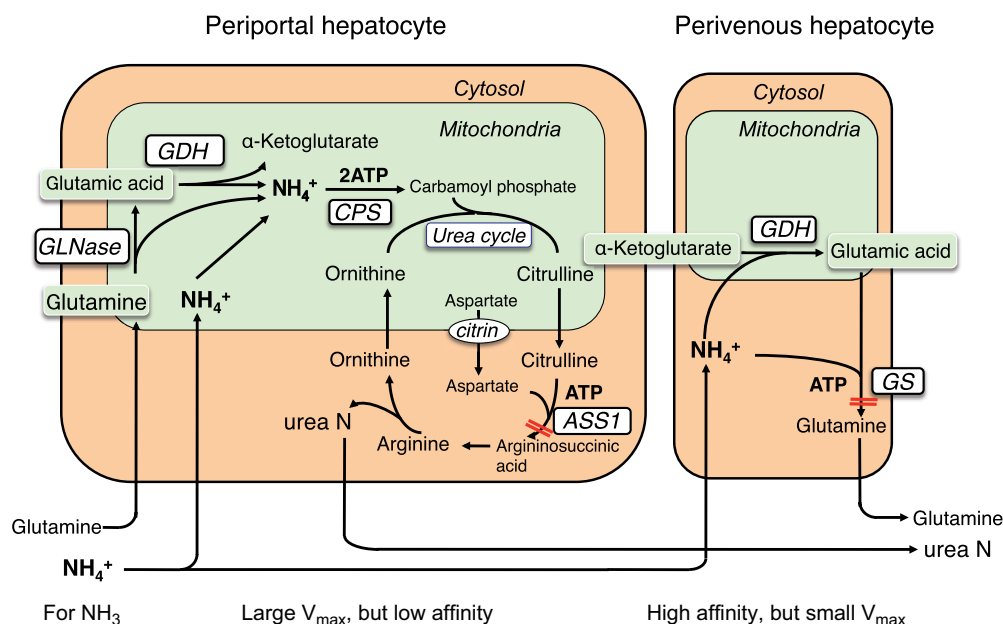 Periportal hepatocyte
Perivenous hepatocyte
Cytosol
Mitochondria
GDH
α-Ketoglutarate
Glutamic acid
NH₄⁺
2ATP
CPS
Carbamoyl phosphate
GLNase
Urea cycle
Ornithine
Citrulline
Glutamine
NH₄⁺
Aspartate
citrin
Ornithine
Citrulline
Aspartate
ATP
ASS1
urea N
Arginine
Argininosuccinic
acid
Cytosol
Mitochondria
GDH
α-Ketoglutarate
Glutamic acid
NH₄⁺
ATP
GS
Glutamine
Glutamine
Glutamine
urea N
NH₄⁺
For NH₃
Large Vmax, but low affinity
High affinity, but small Vmax